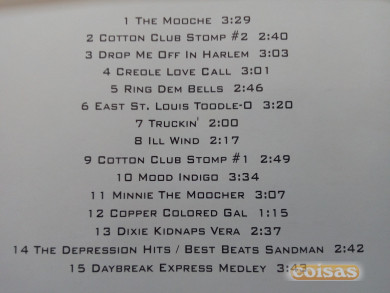 1 The Mooche 3:29
2 Cotton Club Stomp #2 2:40
3 Drop Me Off In Harlem 3:03
4 Creole Love Call 3:01
5 Ring Dem Bells 2:46
6 East St. Louis Toodle-O 3:20
7 Truckin' 2:00
8 Ill Wind 2:17
9 Cotton Club Stomp #1 2:49
10 Mood Indigo 3:34
11 Minnie The Moocher 3:07
12 Copper Colored Gal 1:15
13 Dixie Kidnaps Vera 2:37
14 The Depression Hits / Best Beats Sandman 2:42
15 Daybreak Express Medley
coisas